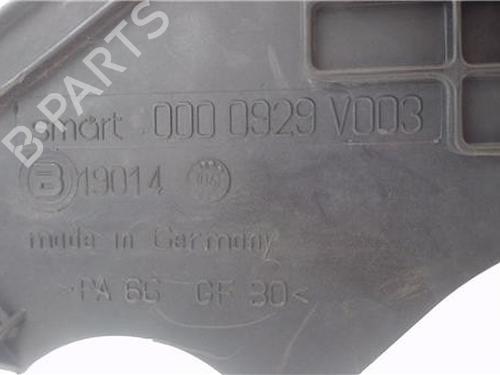 B-PARTS
smart 000 0929 V003
B 19014
made in Germany
>PA 66 GF 30<